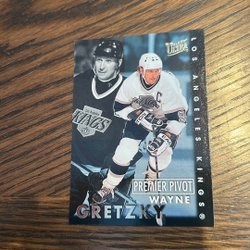 ULTRA
LOS ANGELES KINGS®
KINGS
C
PREMIER PIVOT
WAYNE
GRETZKY